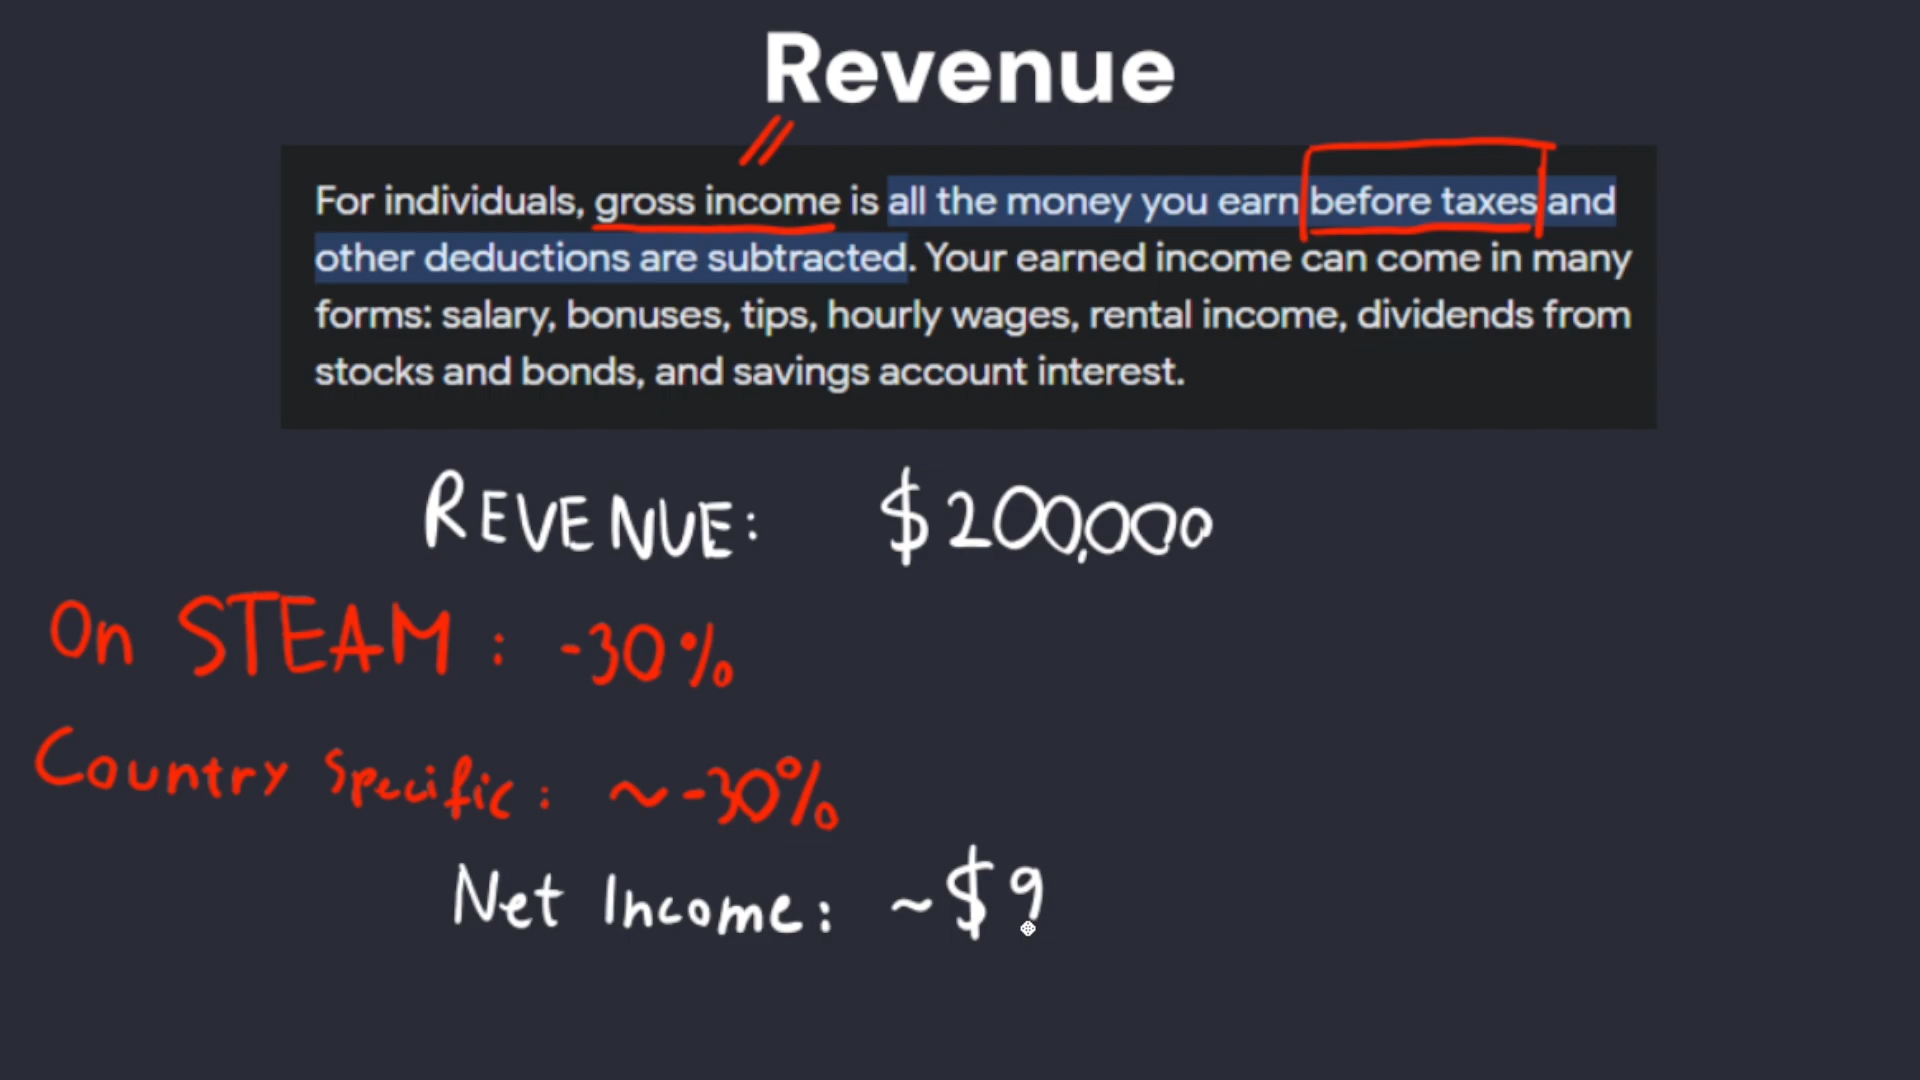 Revenue
For individuals, gross income is all the money you earn before taxes and
other deductions are subtracted. Your earned income can come in many
forms: salary, bonuses, tips, hourly wages, rental income, dividends from
stocks and bonds, and savings account interest.
REVENUE: $200,000
On STEAM: -30%
Country Specific: ~-30%
Net Income: ~$9